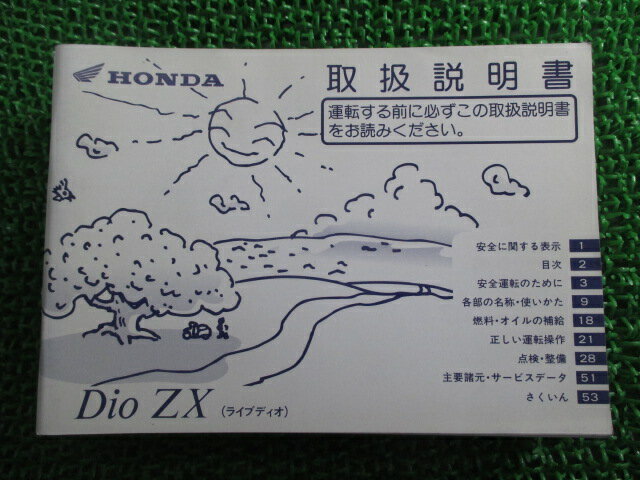 HONDA
取扱説明書
運転する前に必ずこの取扱説明書
をお読みください。
安全に関する表示 1
目次 2
安全運転のために 3
各部の名称・使いかた 9
燃料・オイルの補給 18
正しい運転操作 21
点検・整備 28
主要諸元・サービスデータ 51
さくいん 53
Dio ZX (ライブディオ)